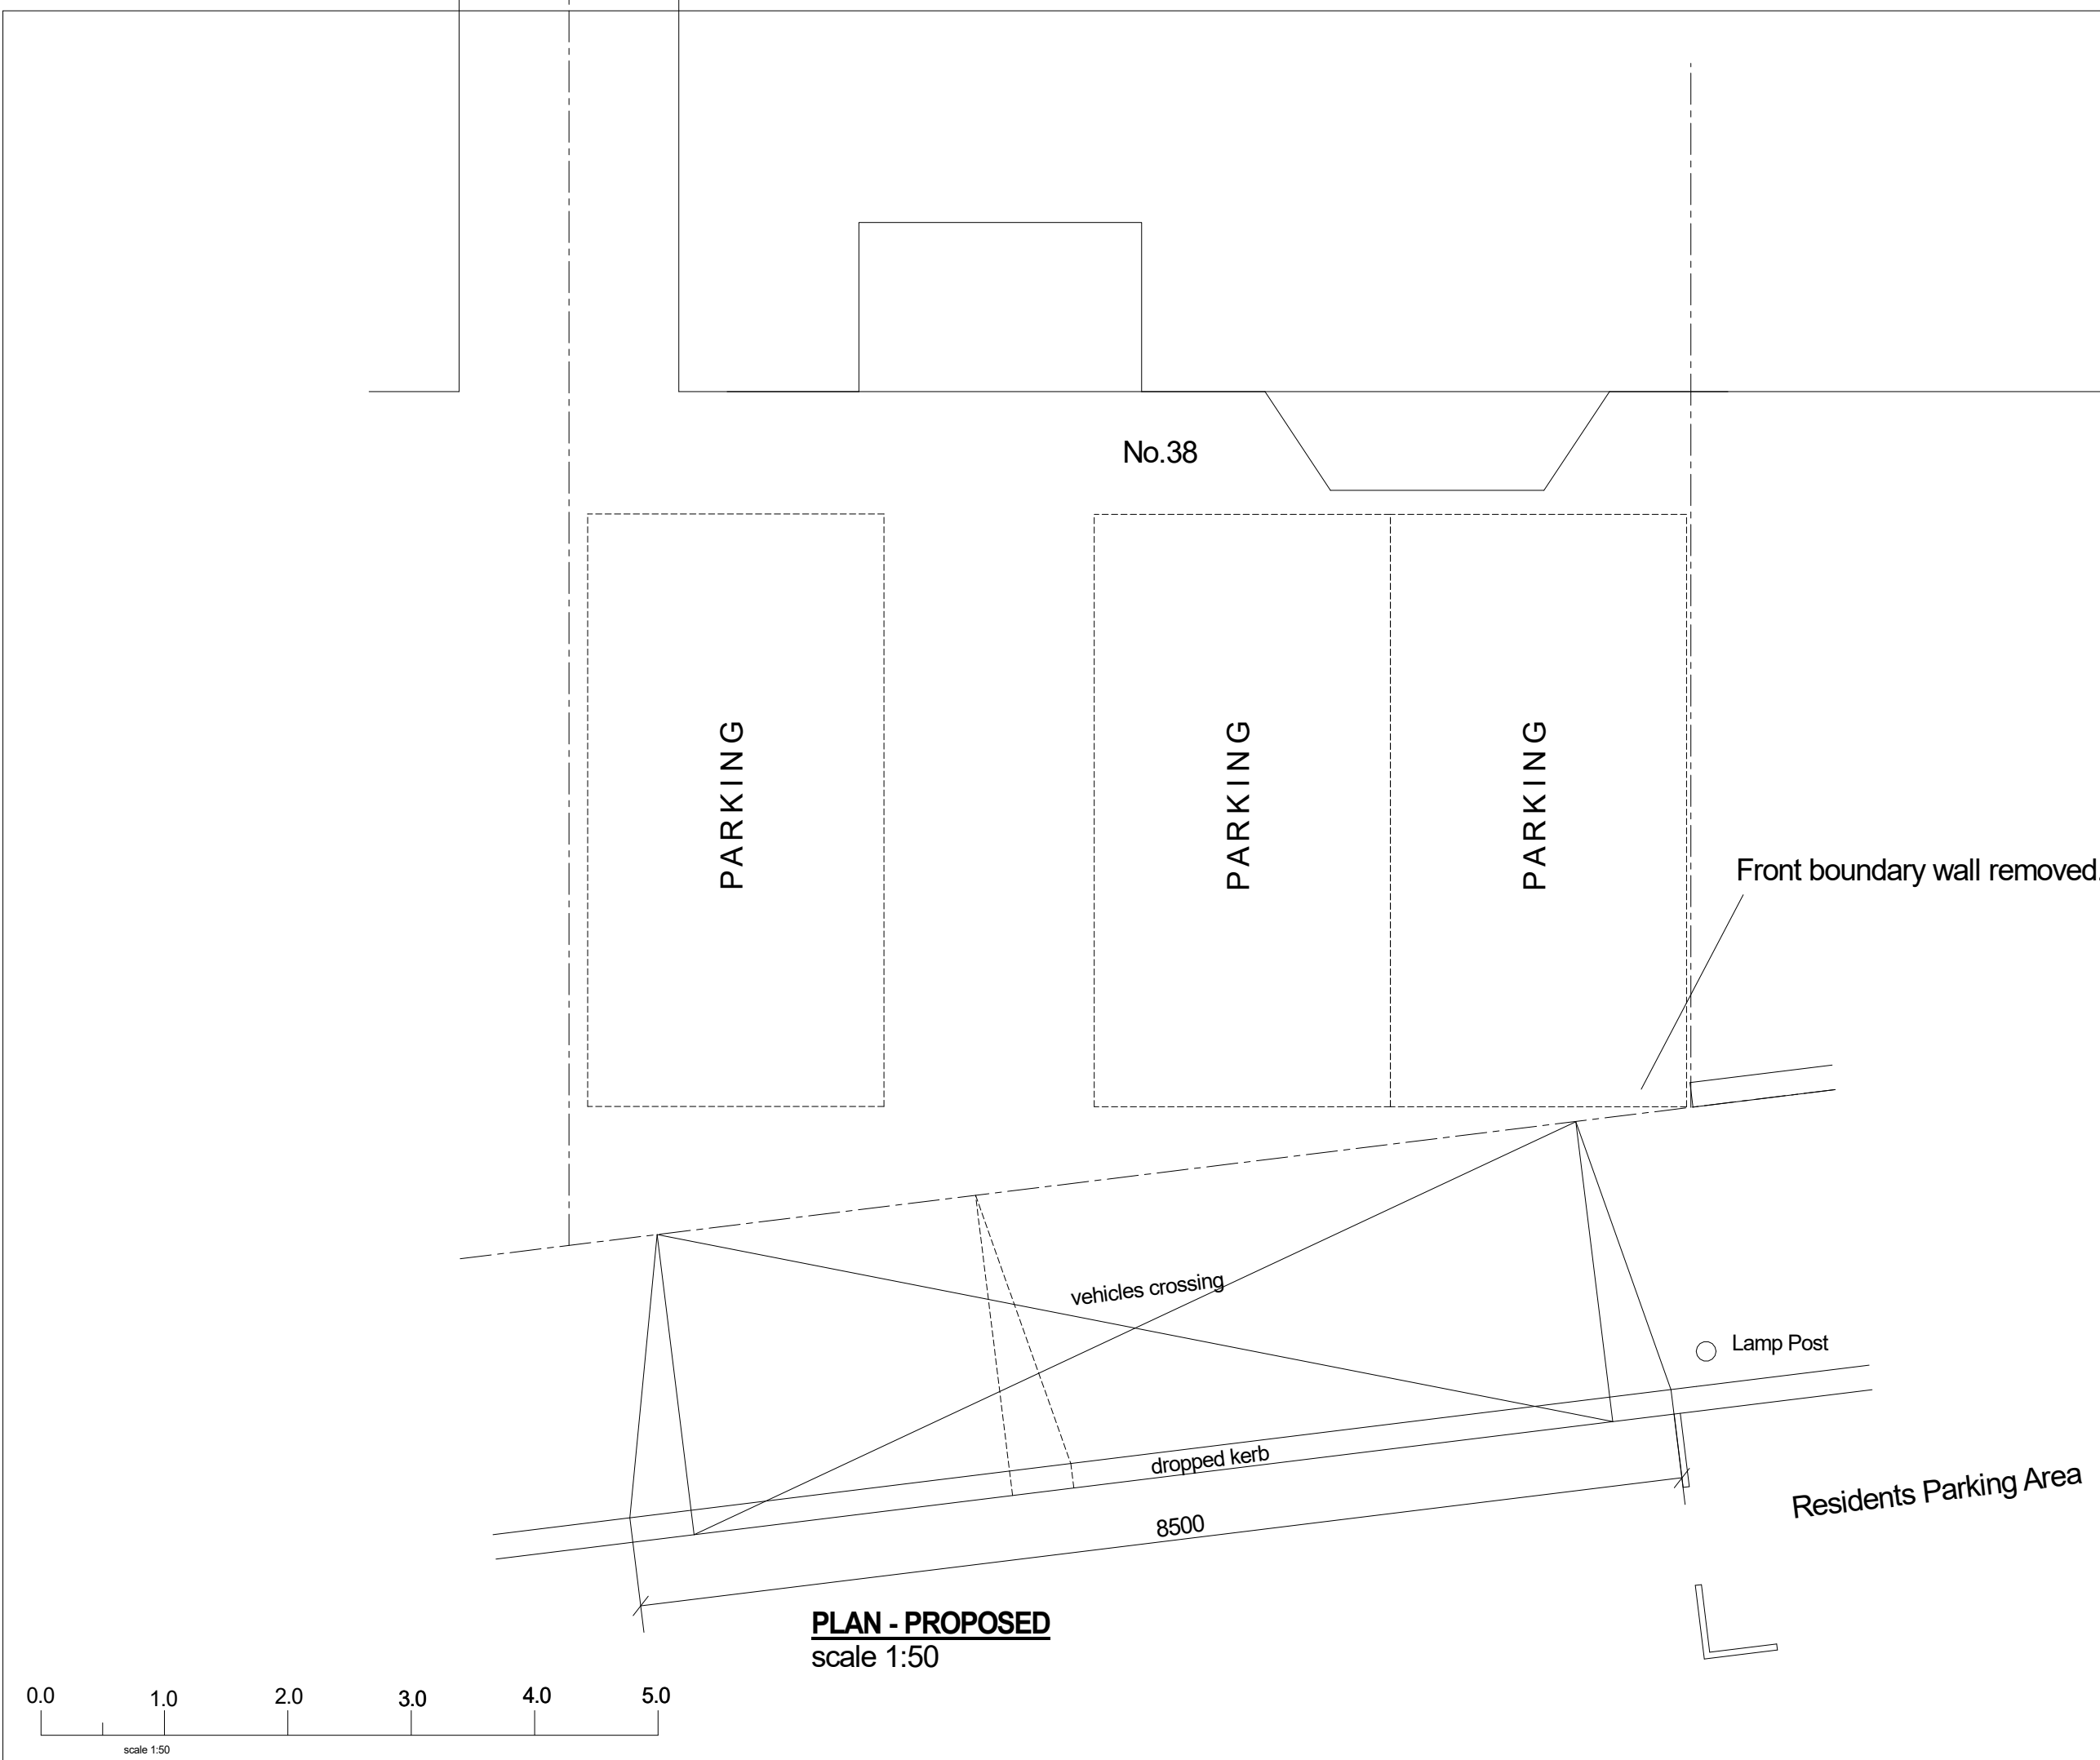 No.38
PARKING
PARKING
PARKING
Front boundary wall removed.
vehicles crossing
Lamp Post
dropped kerb
Residents Parking Area
8500
PLAN - PROPOSED
scale 1:50
0.0 1.0 2.0 3.0 4.0 5.0
scale 1:50